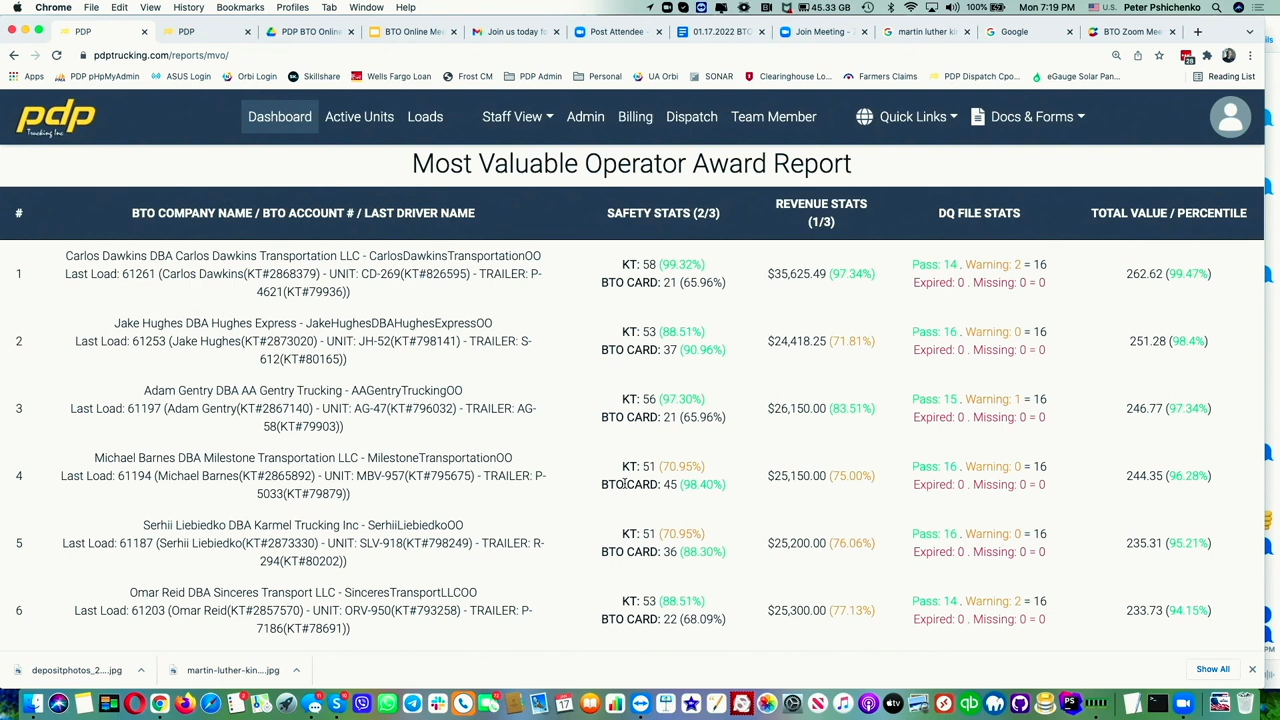 Chrome File Edit View History Bookmarks Profiles Tab Window Help 45.33 GB 100% U.S. Peter Pshichenko Mon 7:19 PM
PDP PDP PDP BTO Online BTO Online Me Join us today fo Post Attendee 01.17.2022 BTO Join Meeting martin luther ki Google BTO Zoom Mee
pdptrucking.com/reports/mvo/
Apps PDP pHpMyAdmin ASUS Login Orbi Login Skillshare Wells Fargo Loan Frost CM PDP Admin Personal UA Orbi SONAR Clearinghouse Lo... Farmers Claims PDP Dispatch Cpo... eGauge Solar Pan... Reading List
pdp Trucking Inc Dashboard Active Units Loads Staff View Admin Billing Dispatch Team Member Quick Links Docs & Forms
Most Valuable Operator Award Report
# BTO COMPANY NAME / BTO ACCOUNT # / LAST DRIVER NAME SAFETY STATS (2/3) REVENUE STATS (1/3) DQ FILE STATS TOTAL VALUE / PERCENTILE
1 Carlos Dawkins DBA Carlos Dawkins Transportation LLC - CarlosDawkinsTransportationOO
Last Load: 61261 (Carlos Dawkins(KT#2868379) - UNIT: CD-269(KT#826595) - TRAILER: P-
4621(KT#79936))
KT: 58 (99.32%)
BTO CARD: 21 (65.96%)
$35,625.49 (97.34%)
Pass: 14 . Warning: 2 = 16
Expired: 0 . Missing: 0 = 0
262.62 (99.47%)
2 Jake Hughes DBA Hughes Express - JakeHughesDBAHughesExpressOO
Last Load: 61253 (Jake Hughes(KT#2873020) - UNIT: JH-52(KT#798141) - TRAILER: S-
612(KT#80165))
KT: 53 (88.51%)
BTO CARD: 37 (90.96%)
$24,418.25 (71.81%)
Pass: 16 . Warning: 0 = 16
Expired: 0 . Missing: 0 = 0
251.28 (98.4%)
3 Adam Gentry DBA AA Gentry Trucking - AAGentryTruckingOO
Last Load: 61197 (Adam Gentry(KT#2867140) - UNIT: AG-47(KT#796032) - TRAILER: AG-
58(KT#79903))
KT: 56 (97.30%)
BTO CARD: 21 (65.96%)
$26,150.00 (83.51%)
Pass: 15 . Warning: 1 = 16
Expired: 0 . Missing: 0 = 0
246.77 (97.34%)
4 Michael Barnes DBA Milestone Transportation LLC - MilestoneTransportationOO
Last Load: 61194 (Michael Barnes(KT#2865892) - UNIT: MBV-957(KT#795675) - TRAILER: P-
5033(KT#79879))
KT: 51 (70.95%)
BTO CARD: 45 (98.40%)
$25,150.00 (75.00%)
Pass: 16 . Warning: 0 = 16
Expired: 0 . Missing: 0 = 0
244.35 (96.28%)
5 Serhii Liebiedko DBA Karmel Trucking Inc - SerhiiLiebiedkoOO
Last Load: 61187 (Serhii Liebiedko(KT#2873030) - UNIT: SLV-918(KT#798249) - TRAILER: R-
294(KT#80202))
KT: 51 (70.95%)
BTO CARD: 36 (88.30%)
$25,200.00 (76.06%)
Pass: 16 . Warning: 0 = 16
Expired: 0 . Missing: 0 = 0
235.31 (95.21%)
6 Omar Reid DBA Sinceres Transport LLC - SinceresTransportLLCOO
Last Load: 61203 (Omar Reid(KT#2857570) - UNIT: ORV-950(KT#793258) - TRAILER: P-
7186(KT#78691))
KT: 53 (88.51%)
BTO CARD: 22 (68.09%)
$25,300.00 (77.13%)
Pass: 14 . Warning: 2 = 16
Expired: 0 . Missing: 0 = 0
233.73 (94.15%)
depositphotos_2....jpg martin-luther-kin....jpg Show All